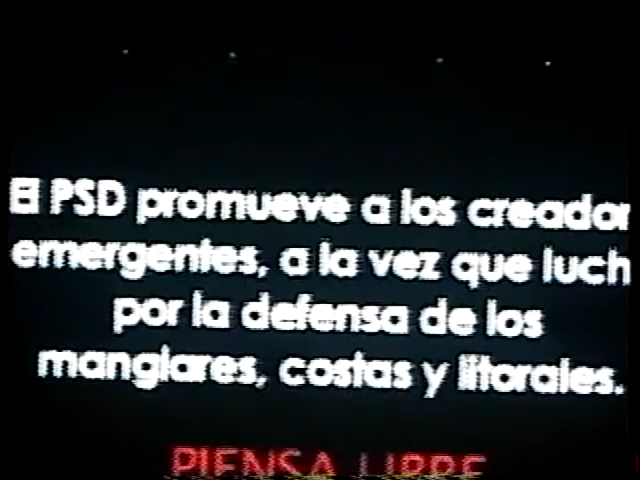 El PSD promueve a los creador
emergentes, a la vez que luch
por la defensa de los
manglares, costas y litorales.
PIENSA LIBRE